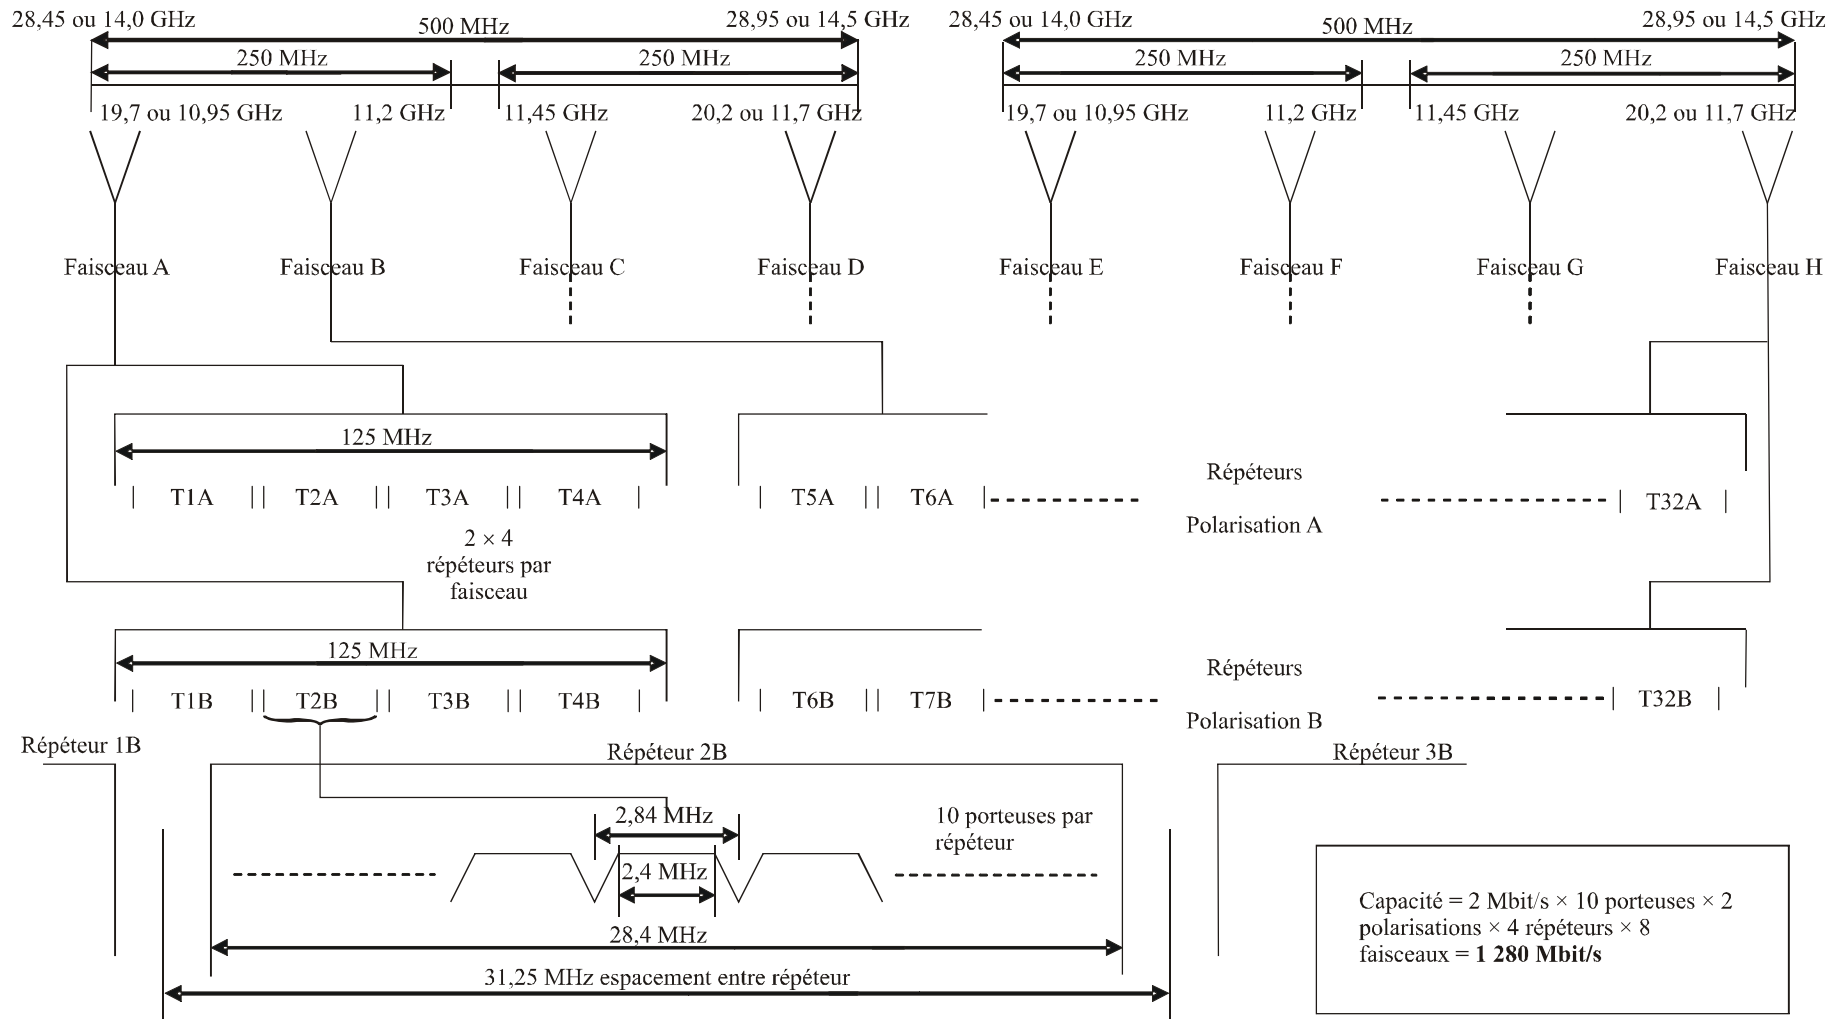 28,45 ou 14,0 GHz
500 MHz
28,95 ou 14,5 GHz
28,45 ou 14,0 GHz
500 MHz
28,95 ou 14,5 GHz
250 MHz
250 MHz
250 MHz
250 MHz
19,7 ou 10,95 GHz
11,2 GHz
11,45 GHz
20,2 ou 11,7 GHz
19,7 ou 10,95 GHz
11,2 GHz
11,45 GHz
20,2 ou 11,7 GHz
Faisceau A
Faisceau B
Faisceau C
Faisceau D
Faisceau E
Faisceau F
Faisceau G
Faisceau H
125 MHz
T1A
T2A
T3A
T4A
T5A
T6A
Répéteurs
Polarisation A
T32A
2 × 4
répéteurs par
faisceau
125 MHz
T1B
T2B
T3B
T4B
T6B
T7B
Répéteurs
Polarisation B
T32B
Répéteur 1B
Répéteur 2B
Répéteur 3B
2,84 MHz
10 porteuses par
répéteur
2,4 MHz
28,4 MHz
31,25 MHz espacement entre répéteur
Capacité = 2 Mbit/s × 10 porteuses × 2
polarisations × 4 répéteurs × 8
faisceaux = 1 280 Mbit/s